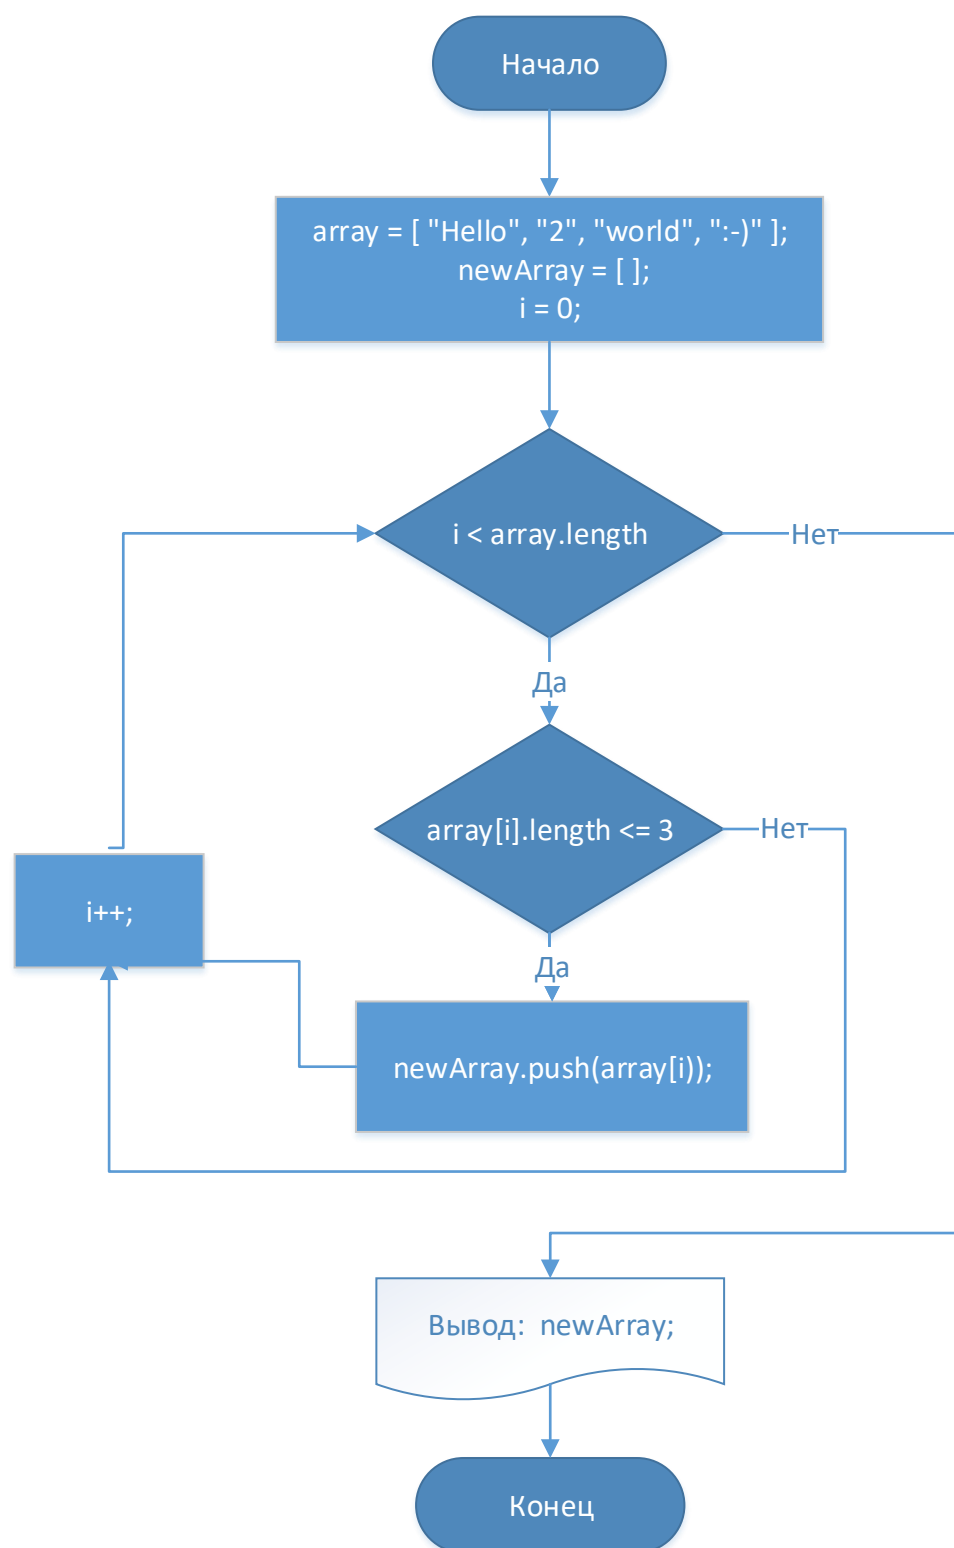 Начало
array = [ "Hello", "2", "world", ":-)" ];
newArray = [ ];
i = 0;
i < array.length
Нет
Да
array[i].length <= 3
Нет
i++;
Да
newArray.push(array[i]);
Вывод:  newArray;
Конец